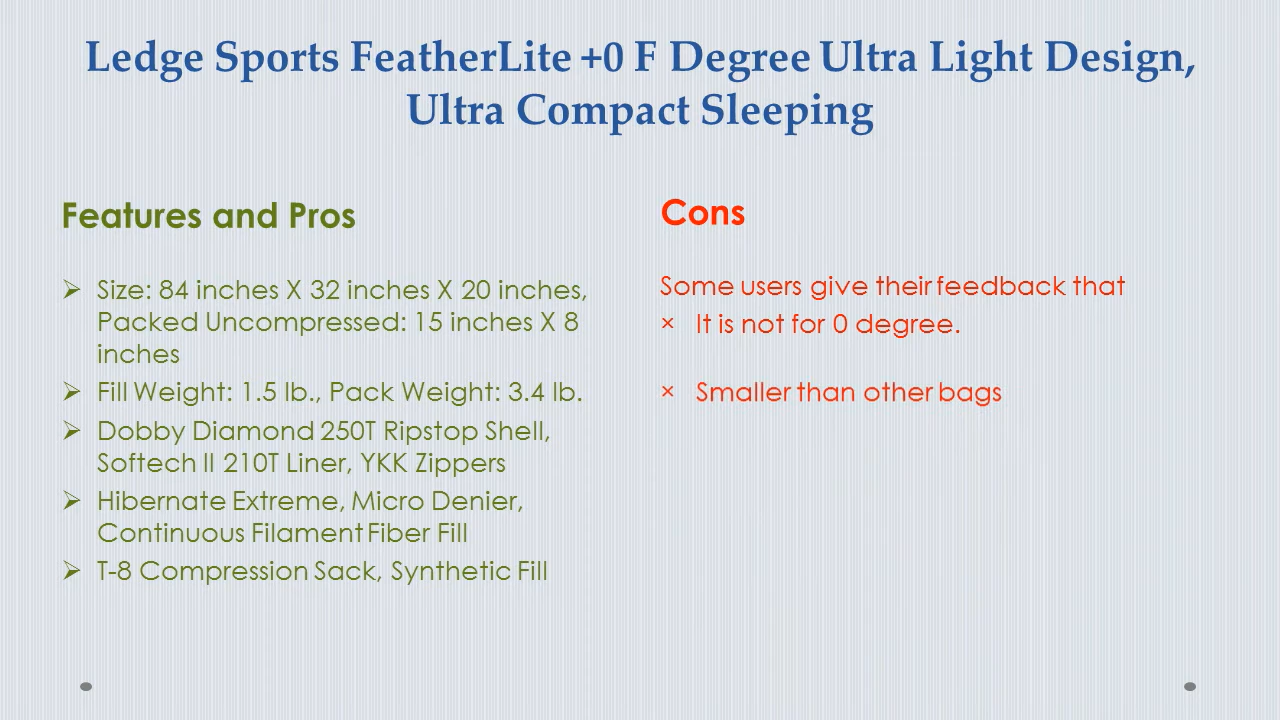 Ledge Sports FeatherLite +0 F Degree Ultra Light Design,
Ultra Compact Sleeping
Features and Pros
➢ Size: 84 inches X 32 inches X 20 inches,
Packed Uncompressed: 15 inches X 8
inches
➢ Fill Weight: 1.5 lb., Pack Weight: 3.4 lb.
➢ Dobby Diamond 250T Ripstop Shell,
Softech II 210T Liner, YKK Zippers
➢ Hibernate Extreme, Micro Denier,
Continuous Filament Fiber Fill
➢ T-8 Compression Sack, Synthetic Fill
Cons
Some users give their feedback that
× It is not for 0 degree.
× Smaller than other bags